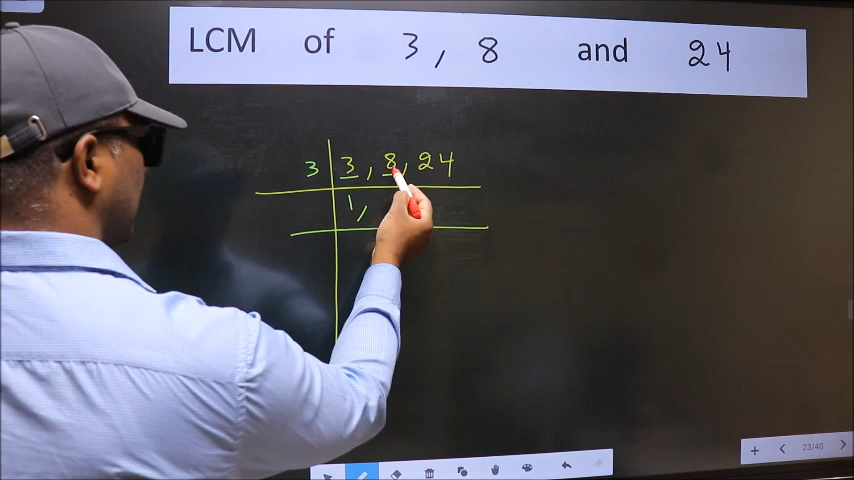 LCM of 3, 8 and 24
3 3, 8, 24
1,
23/40